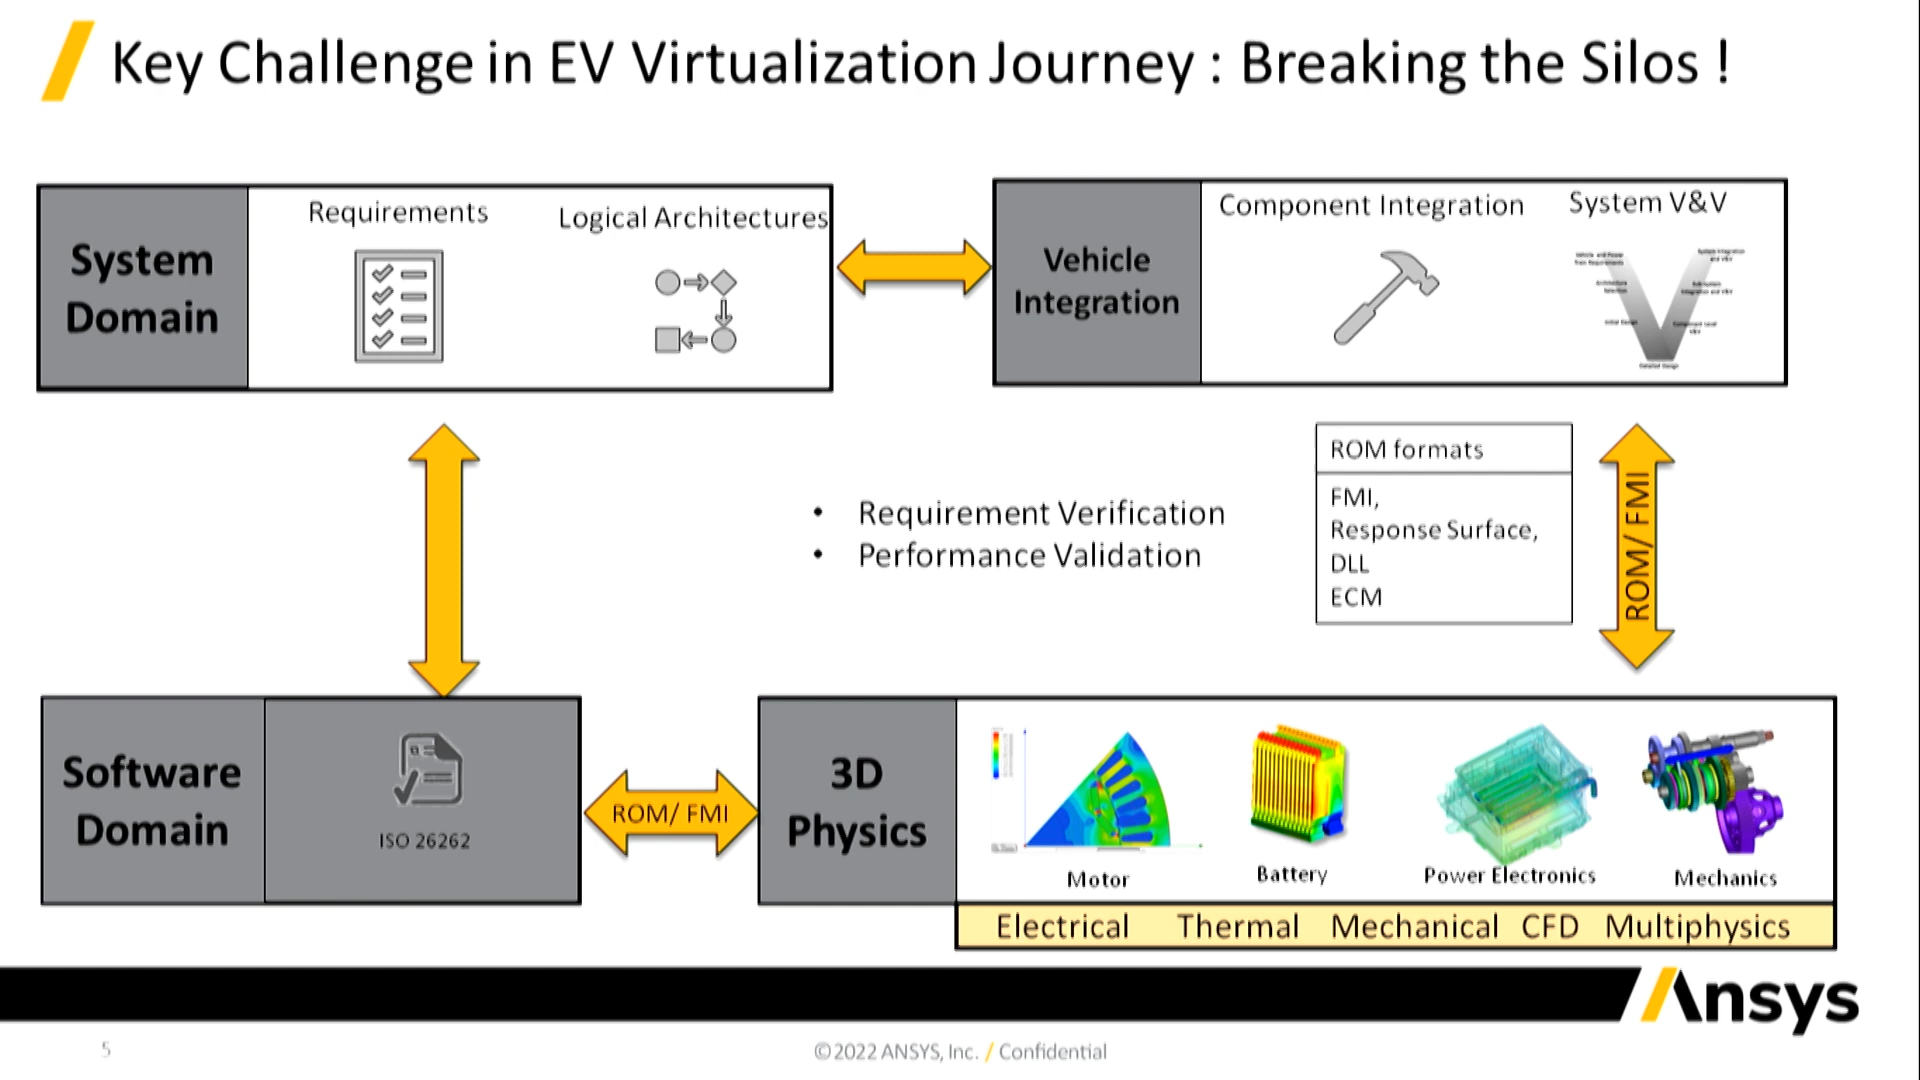 Key Challenge in EV Virtualization Journey : Breaking the Silos !
System
Domain
Requirements
Logical Architectures
Vehicle
Integration
Component Integration
System V&V
• Requirement Verification
• Performance Validation
ROM formats
FMI,
Response Surface,
DLL
ECM
ROM/ FMI
Software
Domain
ISO 26262
ROM/ FMI
3D
Physics
Motor
Battery
Power Electronics
Mechanics
Electrical Thermal Mechanical CFD Multiphysics
Ansys
5
©2022 ANSYS, Inc. / Confidential